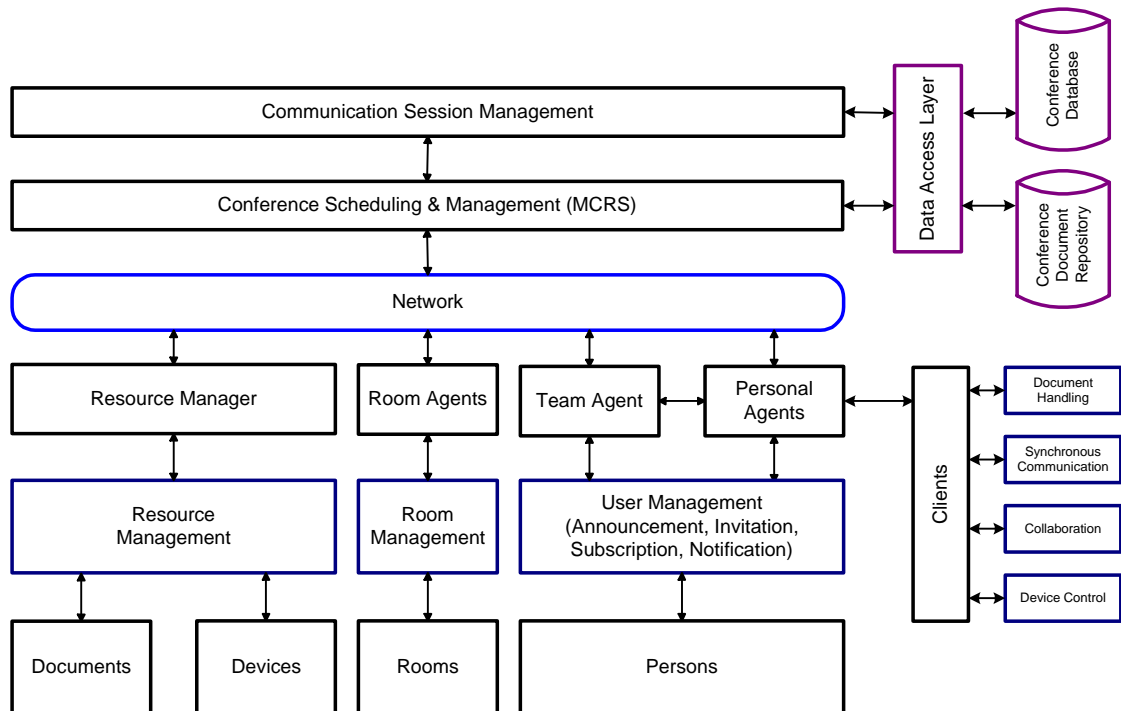 Communication Session Management
Conference Scheduling & Management (MCRS)
Data Access Layer
Conference
Database
Conference
Document
Repository
Network
Resource Manager
Room Agents
Team Agent
Personal
Agents
Resource
Management
Room
Management
User Management
(Announcement, Invitation,
Subscription, Notification)
Documents
Devices
Rooms
Persons
Clients
Document
Handling
Synchronous
Communication
Collaboration
Device Control